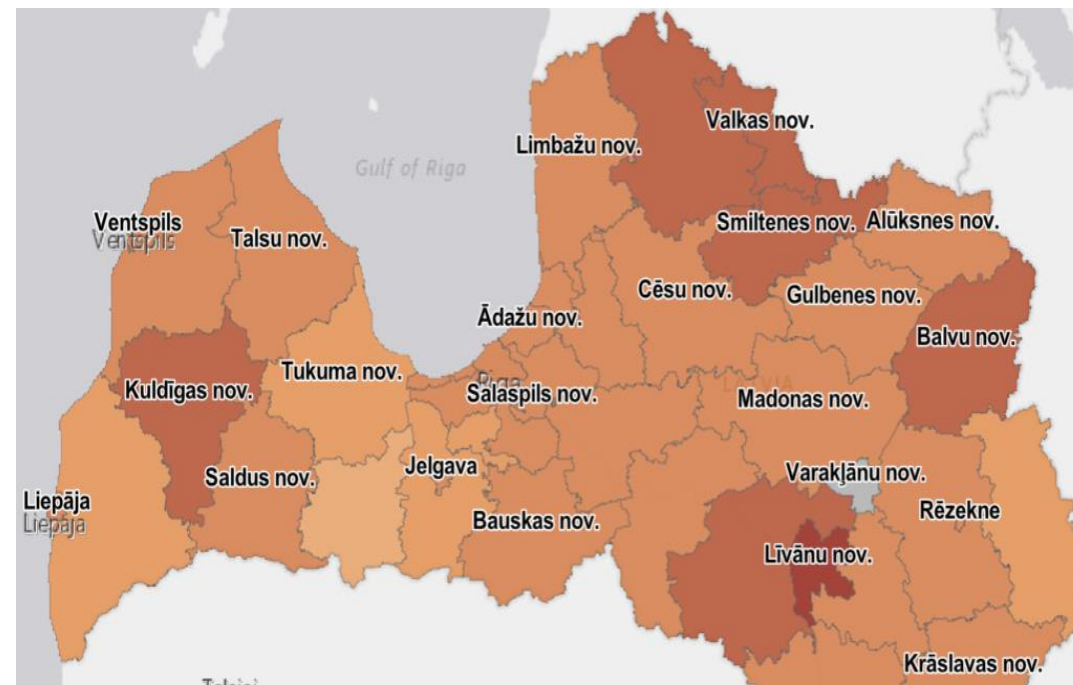 Limbažu nov.
Valkas nov.
Gulf of Riga
Ventspils
Ventspils
Talsu nov.
Smiltenes nov.
Alūksnes nov.
Cēsu nov.
Gulbenes nov.
Ādažu nov.
Balvu nov.
Tukuma nov.
Kuldīgas nov.
Riga
LATVIA
Salaspils nov.
Madonas nov.
Jelgava
Saldus nov.
Varakļānu nov.
Liepāja
Liepāja
Bauskas nov.
Rēzekne
Līvānu nov.
Krāslavas nov.